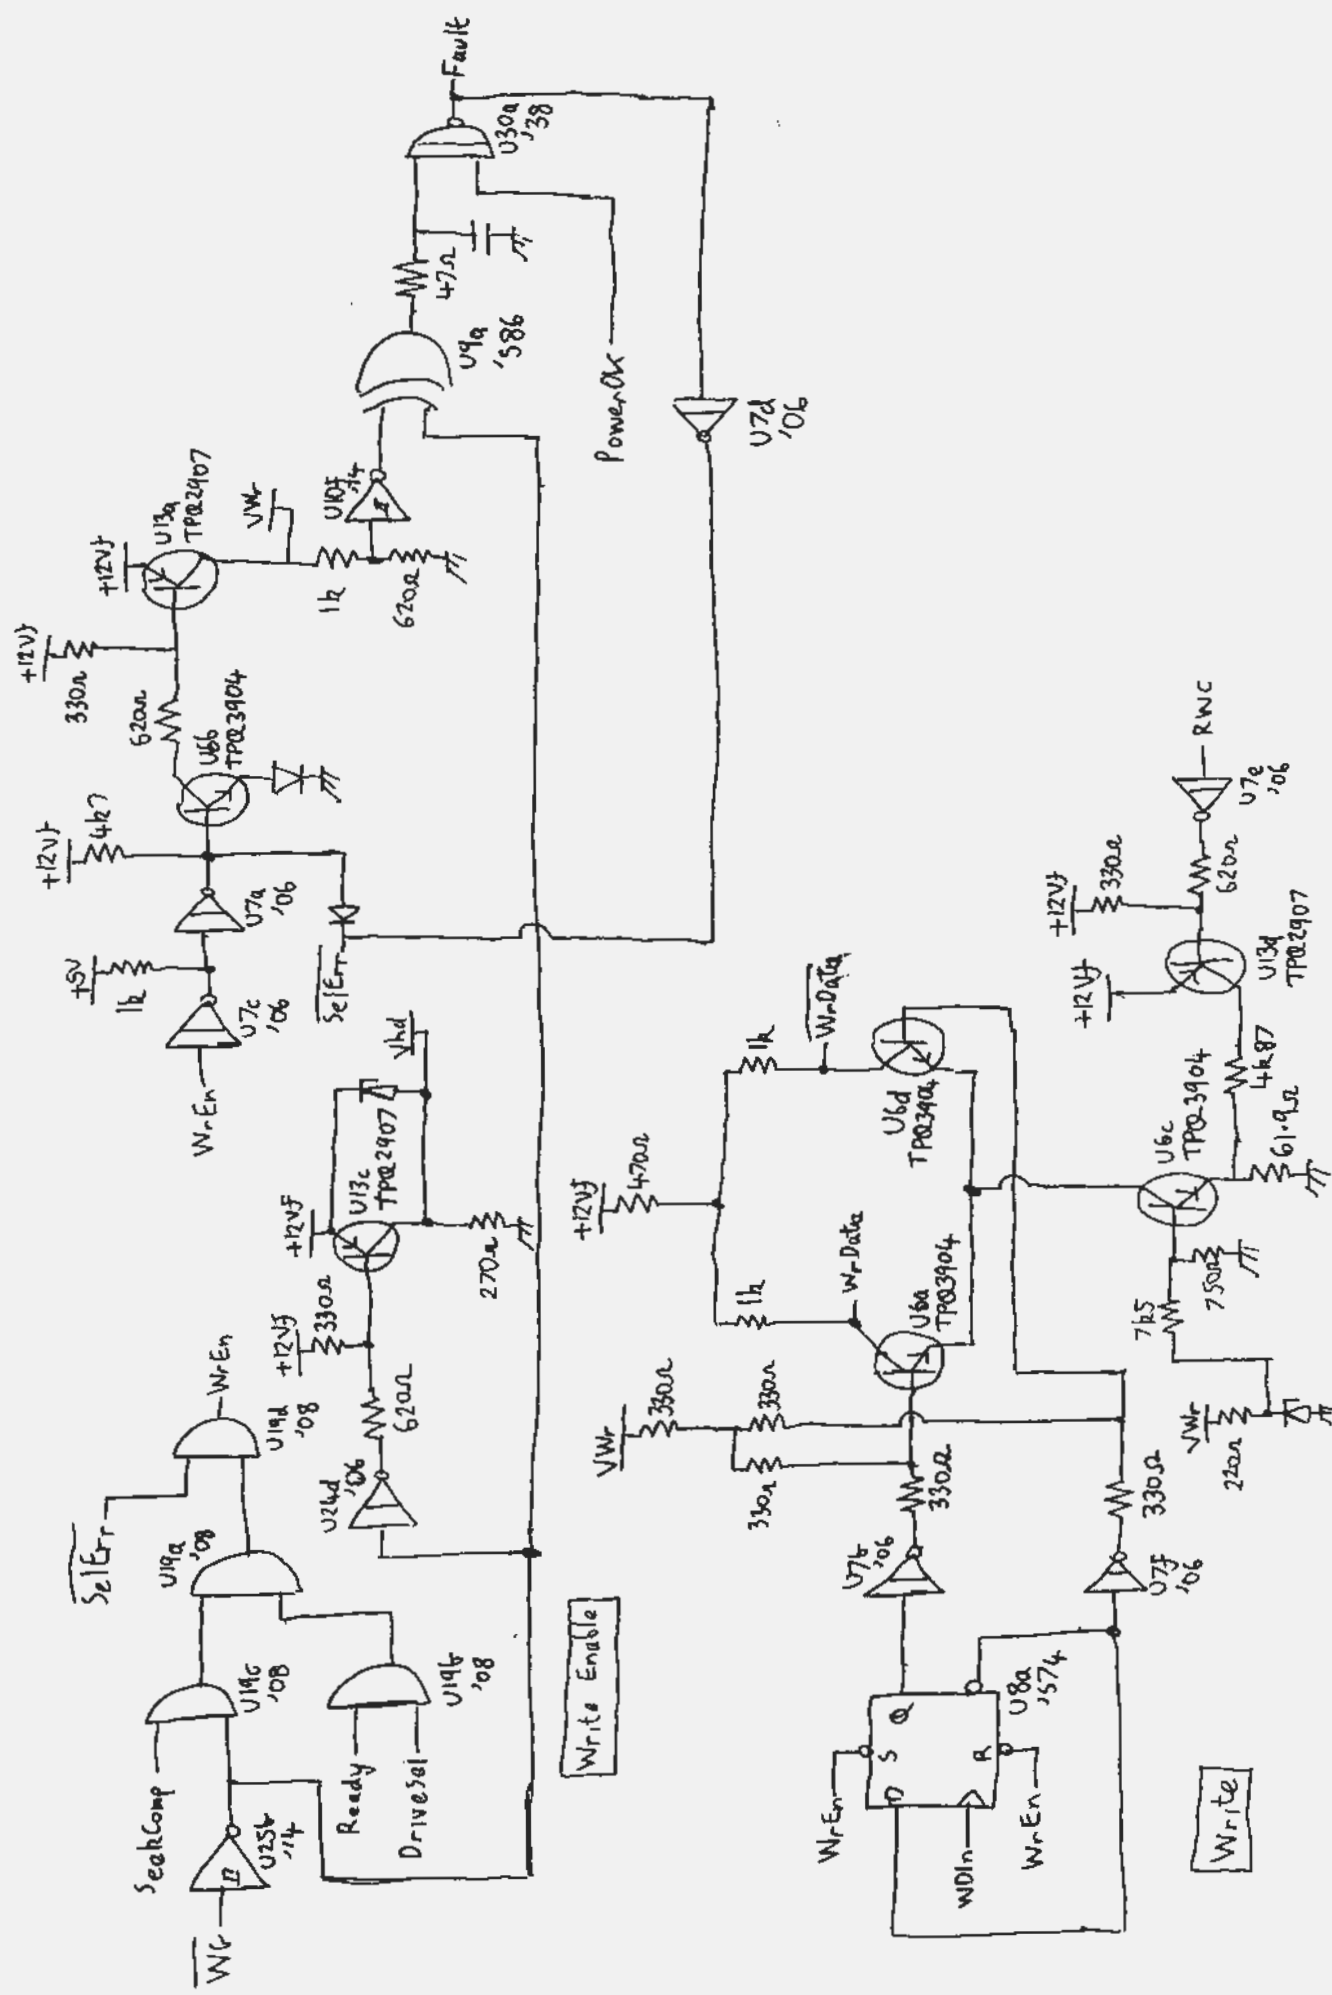 W̅G̅
U25b
'14
SeekComp
U19c
'08
Ready
DriveSel
U19b
'08
U19a
'08
S̅e̅l̅E̅r̅r̅
U19d
'08
WrEn
U24d
'06
620Ω
+12Vf
330Ω
+12Vf
U13c
TPQ2907
270Ω
Vhd
WrEn
U7c
'06
+5V
1k
U7a
'06
+12Vf
4k7
S̅e̅l̅E̅r̅r̅
U6b
TPQ3904
620Ω
+12Vf
330Ω
+12Vf
U13a
TPQ2907
VWr
1k
620Ω
U10f
'14
U9a
'S86
47Ω
PowerOk
U30a
'38
Fault
U7d
'06
Write Enable
WrEn
WDIn
WrEn
D
S
Q
R
U8a
'S74
U7b
'06
U7f
'06
330Ω
330Ω
330Ω
330Ω
VWr
330Ω
U6a
TPQ3904
WrData
1k
+12Vf
470Ω
1k
W̅r̅D̅a̅t̅a̅
U6d
TPQ3904
VWr
220Ω
7k5
750Ω
U6c
TPQ3904
61.9Ω
4k87
+12Vf
U13d
TPQ2907
+12Vf
330Ω
620Ω
U7e
'06
RWC
Write